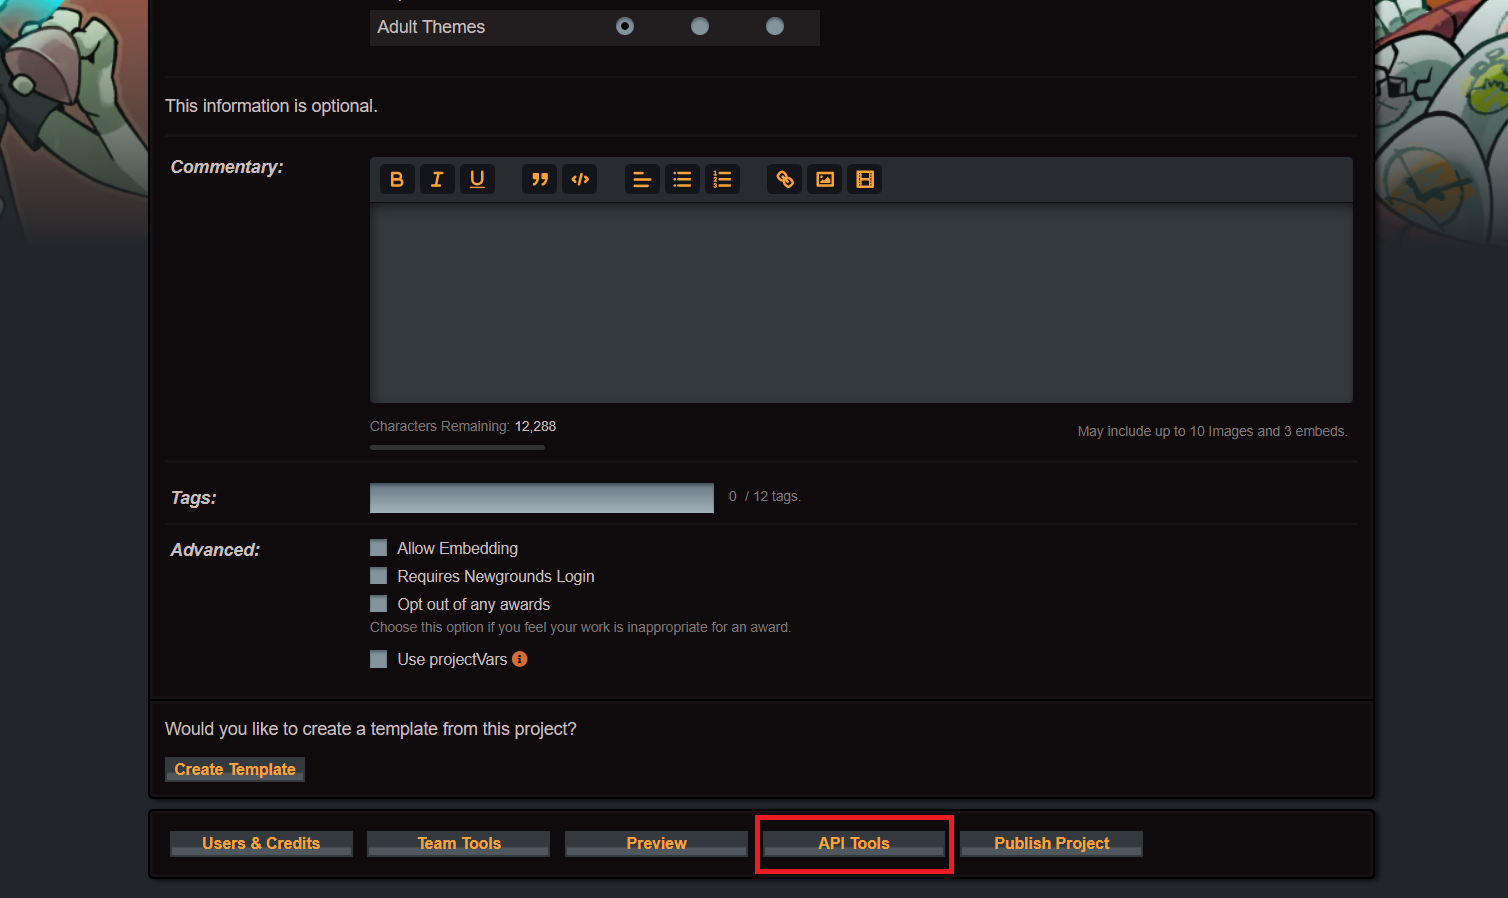 Adult Themes
This information is optional.
Commentary:
Characters Remaining: 12,288
May include up to 10 Images and 3 embeds.
Tags:
0 / 12 tags.
Advanced:
Allow Embedding
Requires Newgrounds Login
Opt out of any awards
Choose this option if you feel your work is inappropriate for an award.
Use projectVars
Would you like to create a template from this project?
Create Template
Users & Credits
Team Tools
Preview
API Tools
Publish Project